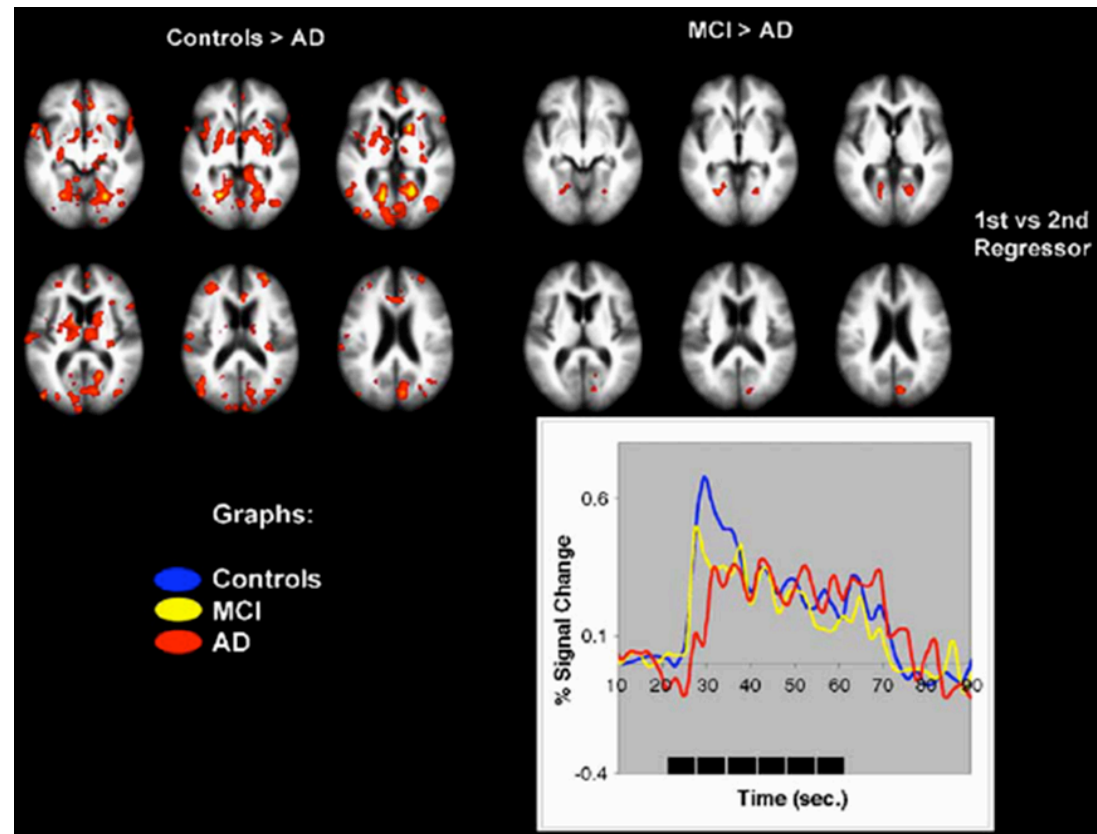 Controls > AD
MCI > AD
1st vs 2nd
Regressor
Graphs:
Controls
MCI
AD
% Signal Change
0.6
0.1
-0.4
10 20 30 40 50 60 70 80 90
Time (sec.)